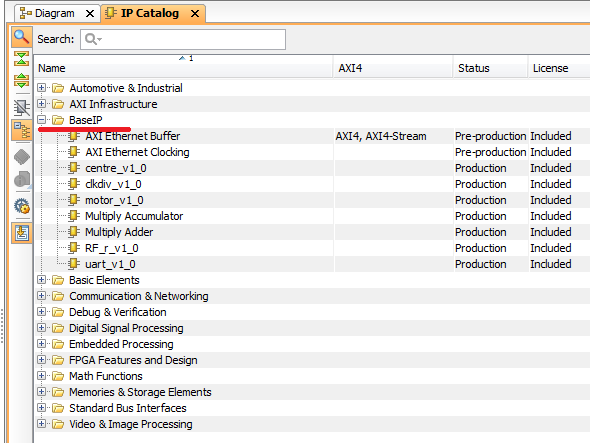 Diagram × IP Catalog ×
Search:
Name 1 AXI4 Status License
Automotive & Industrial
AXI Infrastructure
BaseIP
AXI Ethernet Buffer AXI4, AXI4-Stream Pre-production Included
AXI Ethernet Clocking Pre-production Included
centre_v1_0 Production Included
clkdiv_v1_0 Production Included
motor_v1_0 Production Included
Multiply Accumulator Production Included
Multiply Adder Production Included
RF_r_v1_0 Production Included
uart_v1_0 Production Included
Basic Elements
Communication & Networking
Debug & Verification
Digital Signal Processing
Embedded Processing
FPGA Features and Design
Math Functions
Memories & Storage Elements
Standard Bus Interfaces
Video & Image Processing